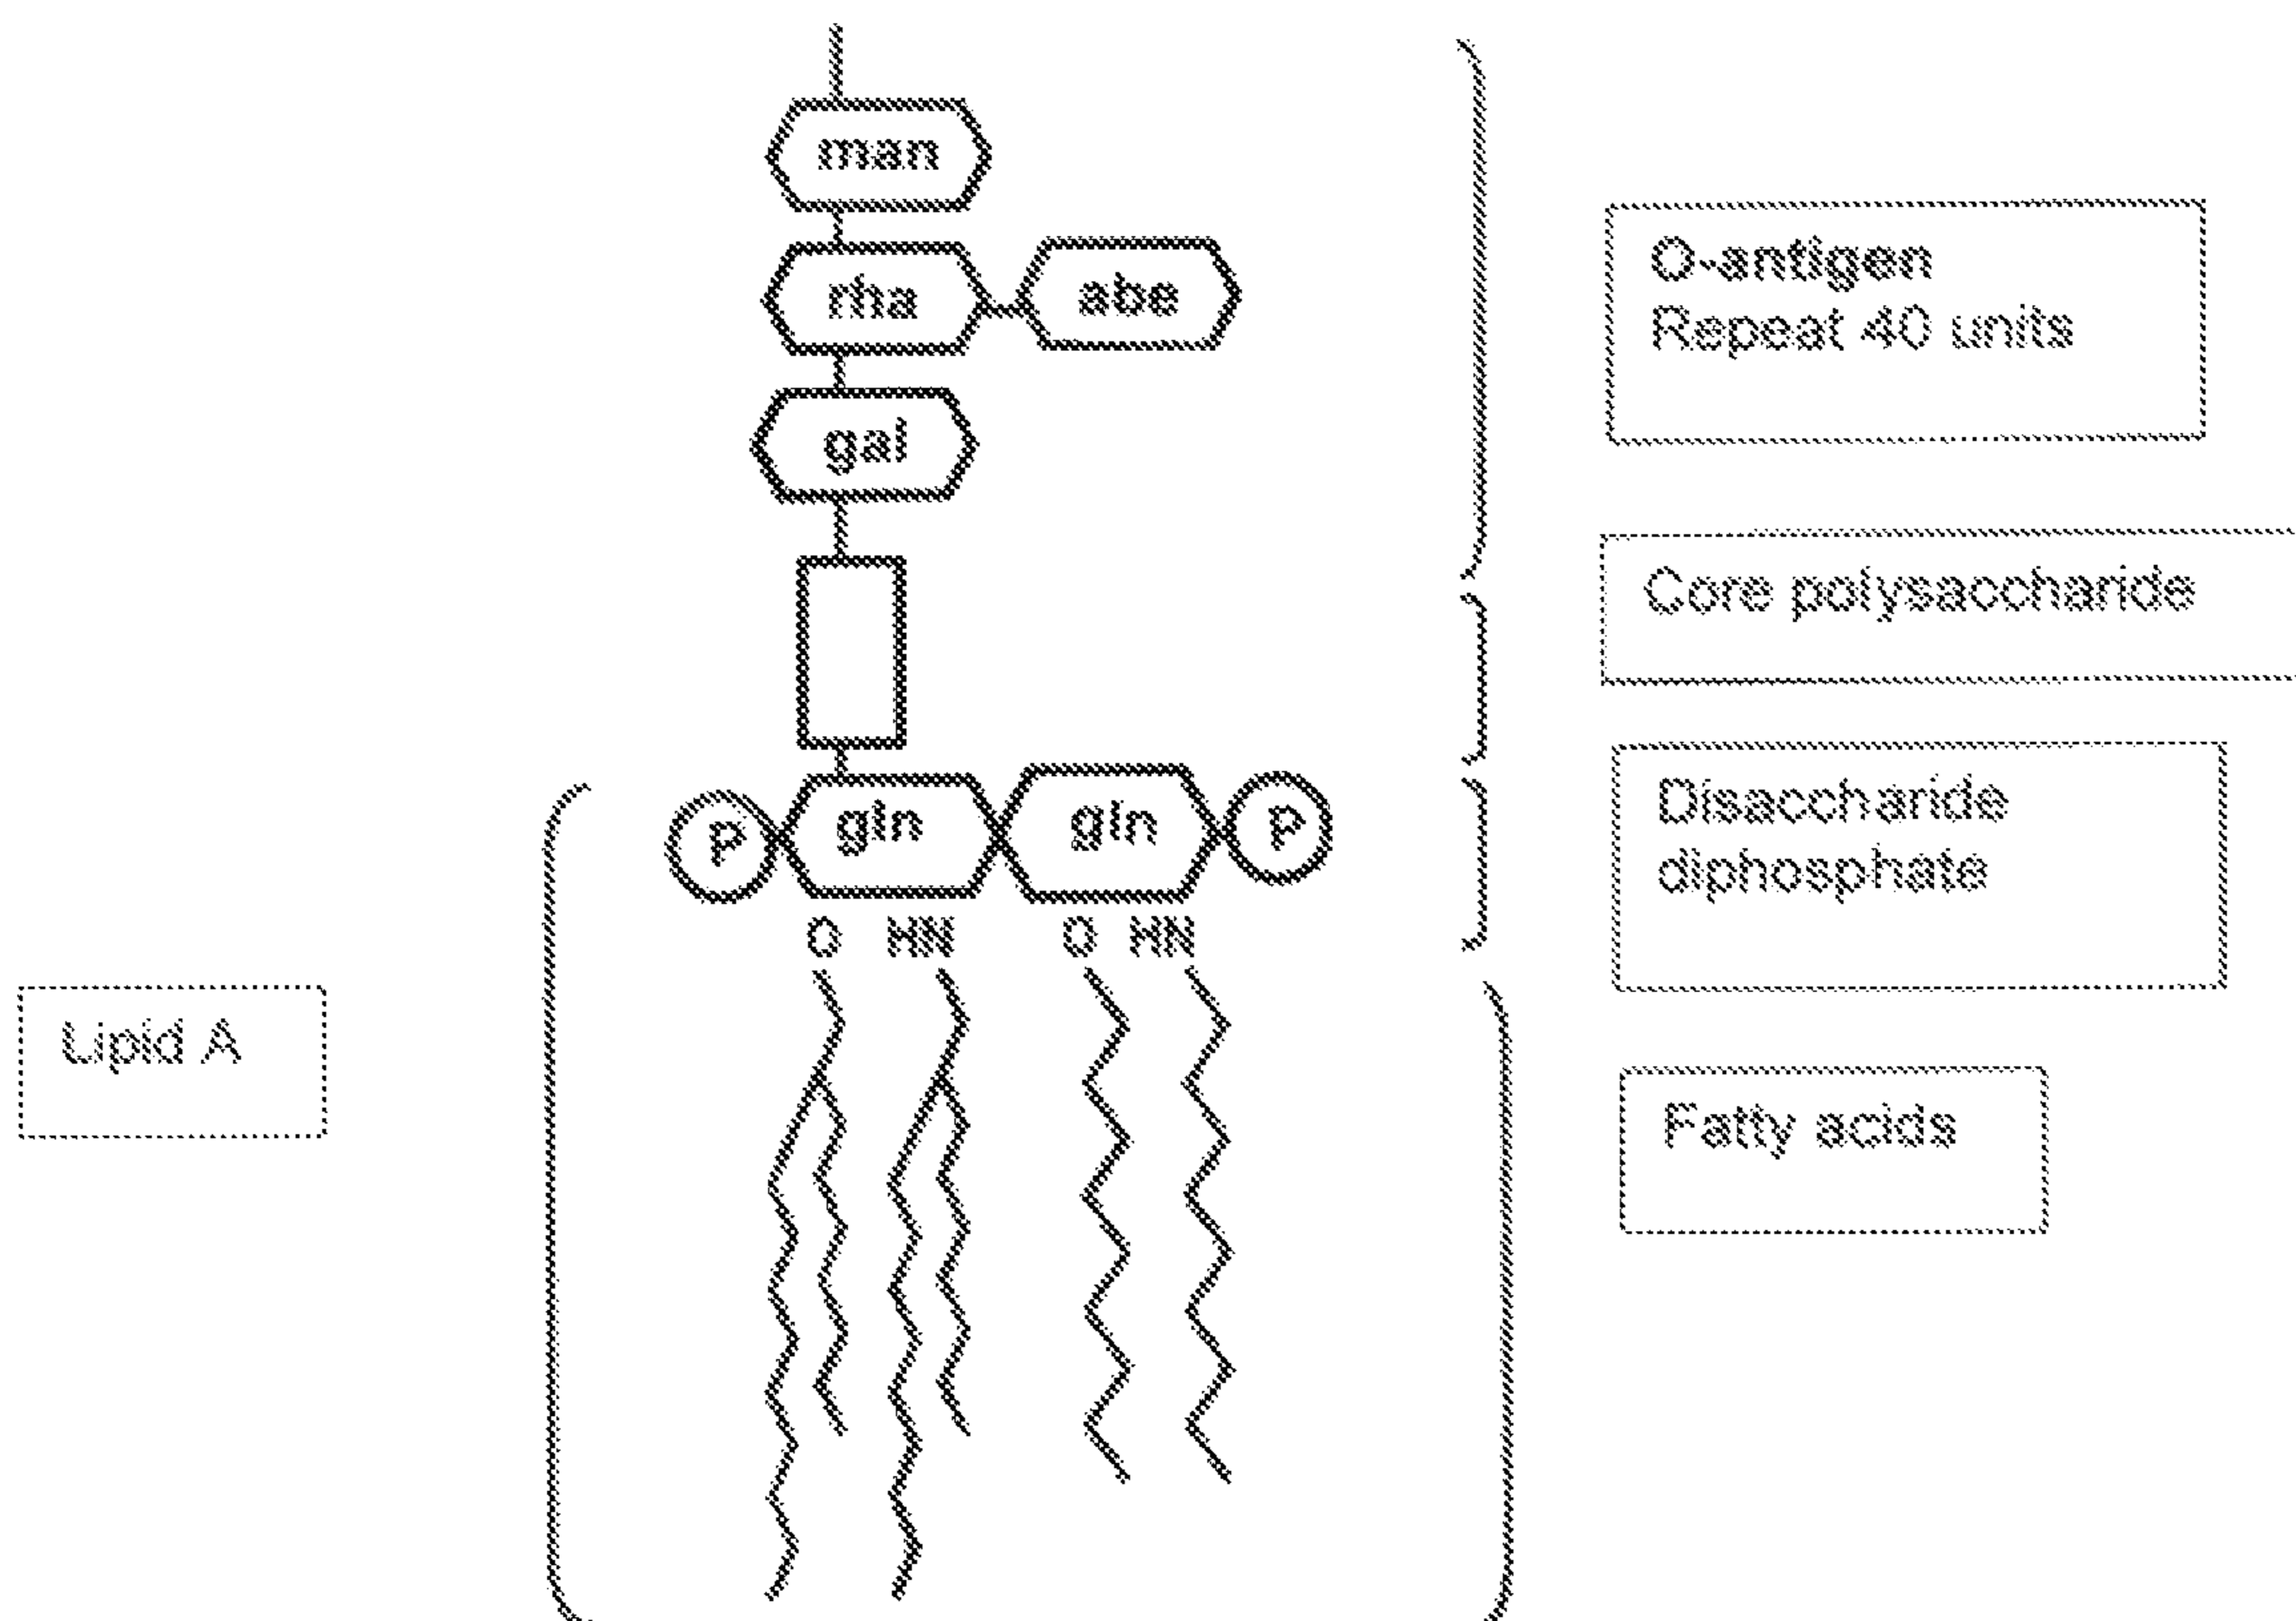 man
rha
abe
gal
O-antigen
Repeat 40 units
Core polysaccharide
P
gln
gln
P
Disaccharide
diphosphate
O HN O HN
Lipid A
Fatty acids